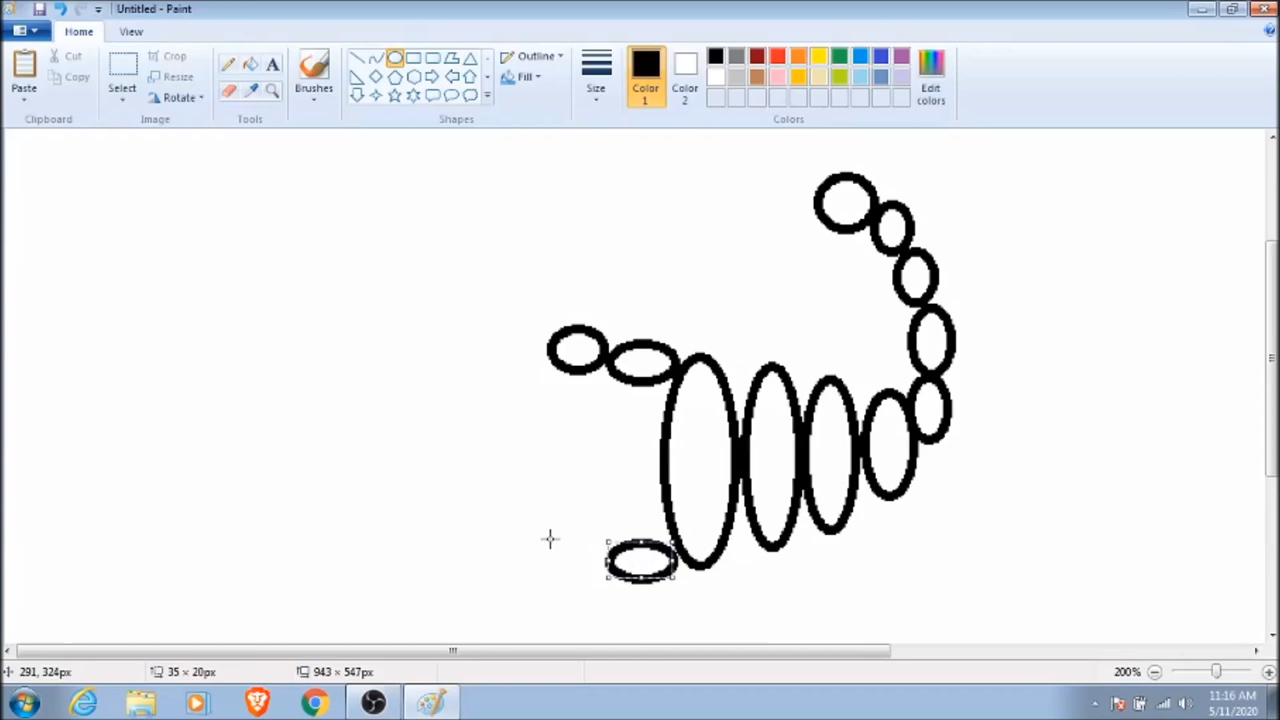 Untitled - Paint
Home View
Paste
Cut
Copy
Clipboard
Select
Crop
Resize
Rotate
Image
A
Tools
Brushes
Outline
Fill
Shapes
Size
Color 1
Color 2
Edit colors
Colors
291, 324px
35 × 20px
943 × 547px
200%
11:16 AM
5/11/2020